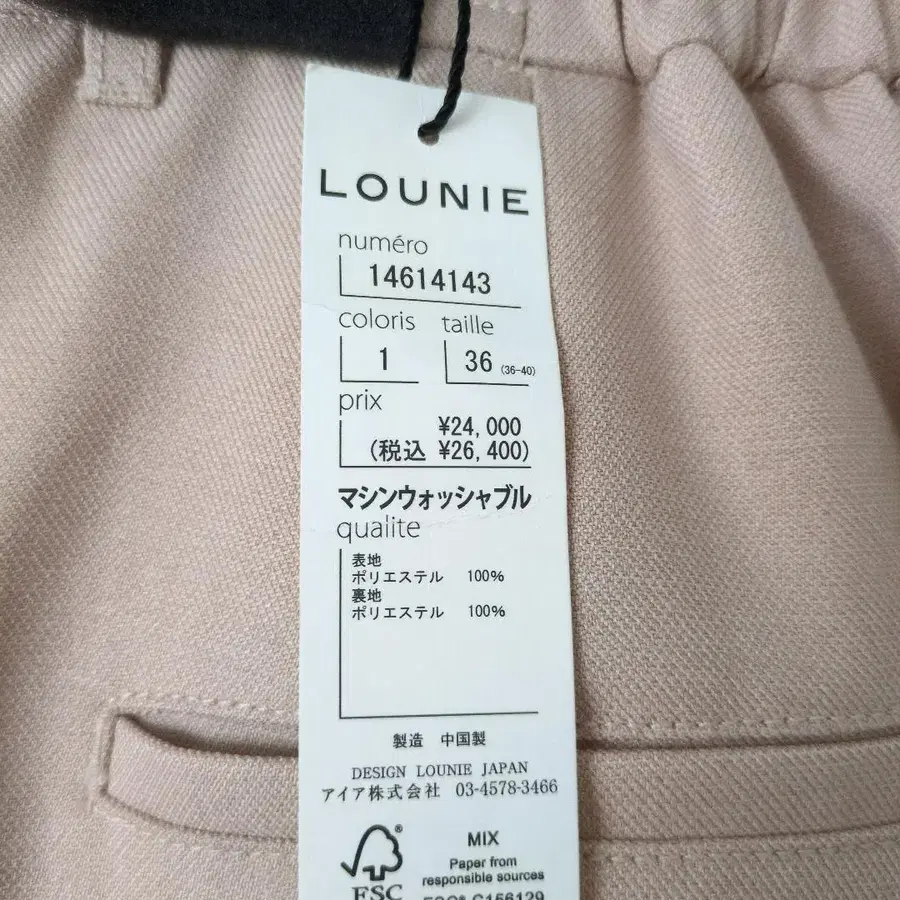 LOUNIE
numéro
14614143
coloris taille
1 36 (36-40)
prix
¥24,000
(税込 ¥26,400)
マシンウォッシャブル
qualite
表地
ポリエステル 100%
裏地
ポリエステル 100%
製造 中国製
DESIGN LOUNIE JAPAN
アイア株式会社 03-4578-3466
MIX
Paper from
responsible sources
FSC® C156129
FSC